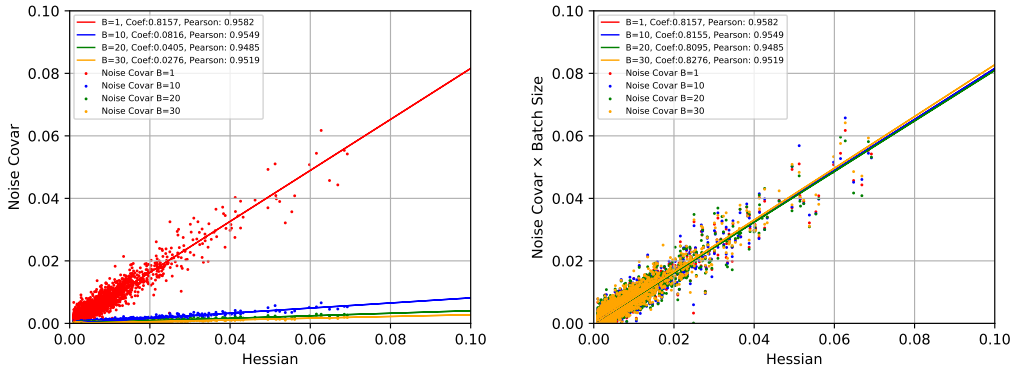 B=1, Coef:0.8157, Pearson: 0.9582
B=10, Coef:0.0816, Pearson: 0.9549
B=20, Coef:0.0405, Pearson: 0.9485
B=30, Coef:0.0276, Pearson: 0.9519
Noise Covar B=1
Noise Covar B=10
Noise Covar B=20
Noise Covar B=30
0.10
0.08
0.06
0.04
0.02
0.00
Noise Covar
0.00 0.02 0.04 0.06 0.08 0.10
Hessian
B=1, Coef:0.8157, Pearson: 0.9582
B=10, Coef:0.8155, Pearson: 0.9549
B=20, Coef:0.8095, Pearson: 0.9485
B=30, Coef:0.8276, Pearson: 0.9519
Noise Covar B=1
Noise Covar B=10
Noise Covar B=20
Noise Covar B=30
0.10
0.08
0.06
0.04
0.02
0.00
Noise Covar × Batch Size
0.00 0.02 0.04 0.06 0.08 0.10
Hessian